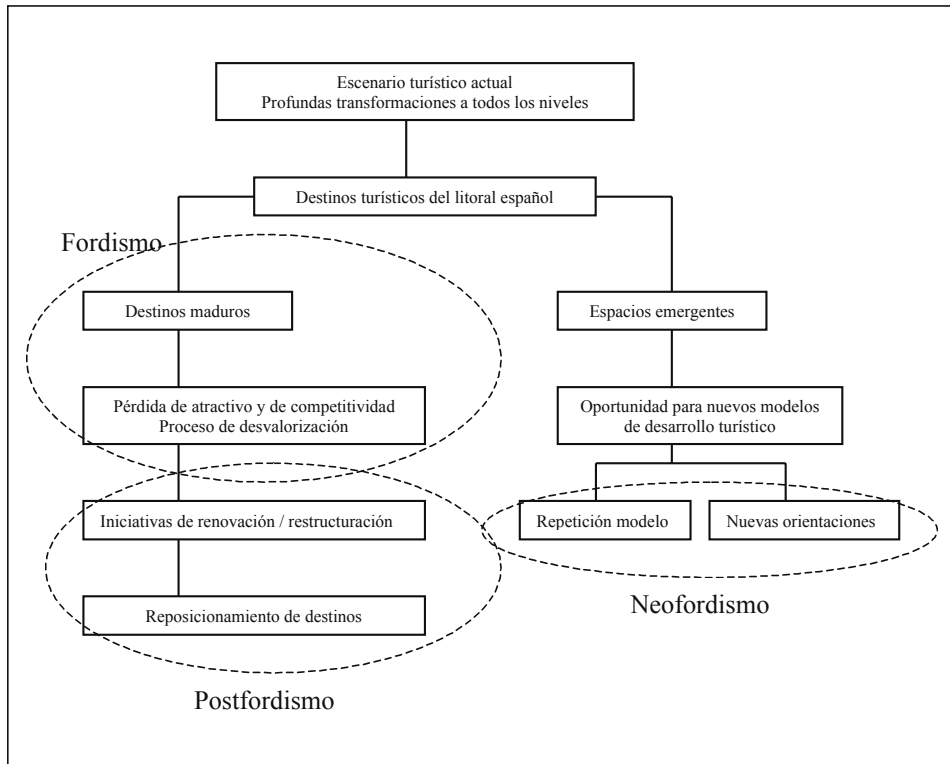 Escenario turístico actual
Profundas transformaciones a todos los niveles
Destinos turísticos del litoral español
Fordismo
Destinos maduros
Espacios emergentes
Pérdida de atractivo y de competitividad
Proceso de desvalorización
Oportunidad para nuevos modelos
de desarrollo turístico
Iniciativas de renovación / restructuración
Repetición modelo
Nuevas orientaciones
Reposicionamiento de destinos
Neofordismo
Postfordismo